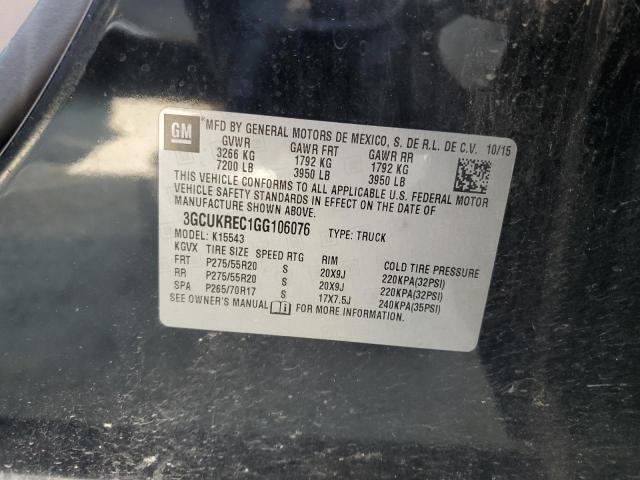 GM
*MFD BY GENERAL MOTORS DE MEXICO, S. DE R.L. DE C.V. 10/15
GVWR GAWR FRT GAWR RR
3266 KG 1792 KG 1792 KG
7200 LB 3950 LB 3950 LB
THIS VEHICLE CONFORMS TO ALL APPLICABLE U.S. FEDERAL MOTOR
VEHICLE SAFETY STANDARDS IN EFFECT ON THE DATE OF
MANUFACTURE SHOWN ABOVE.
3GCUKREC1GG106076 TYPE: TRUCK
MODEL: K15543
KGVX TIRE SIZE SPEED RTG RIM COLD TIRE PRESSURE
FRT P275/55R20 S 20X9J 220KPA(32PSI)
RR P275/55R20 S 20X9J 220KPA(32PSI)
SPA P265/70R17 S 17X7.5J 240KPA(35PSI)
SEE OWNER'S MANUAL FOR MORE INFORMATION.